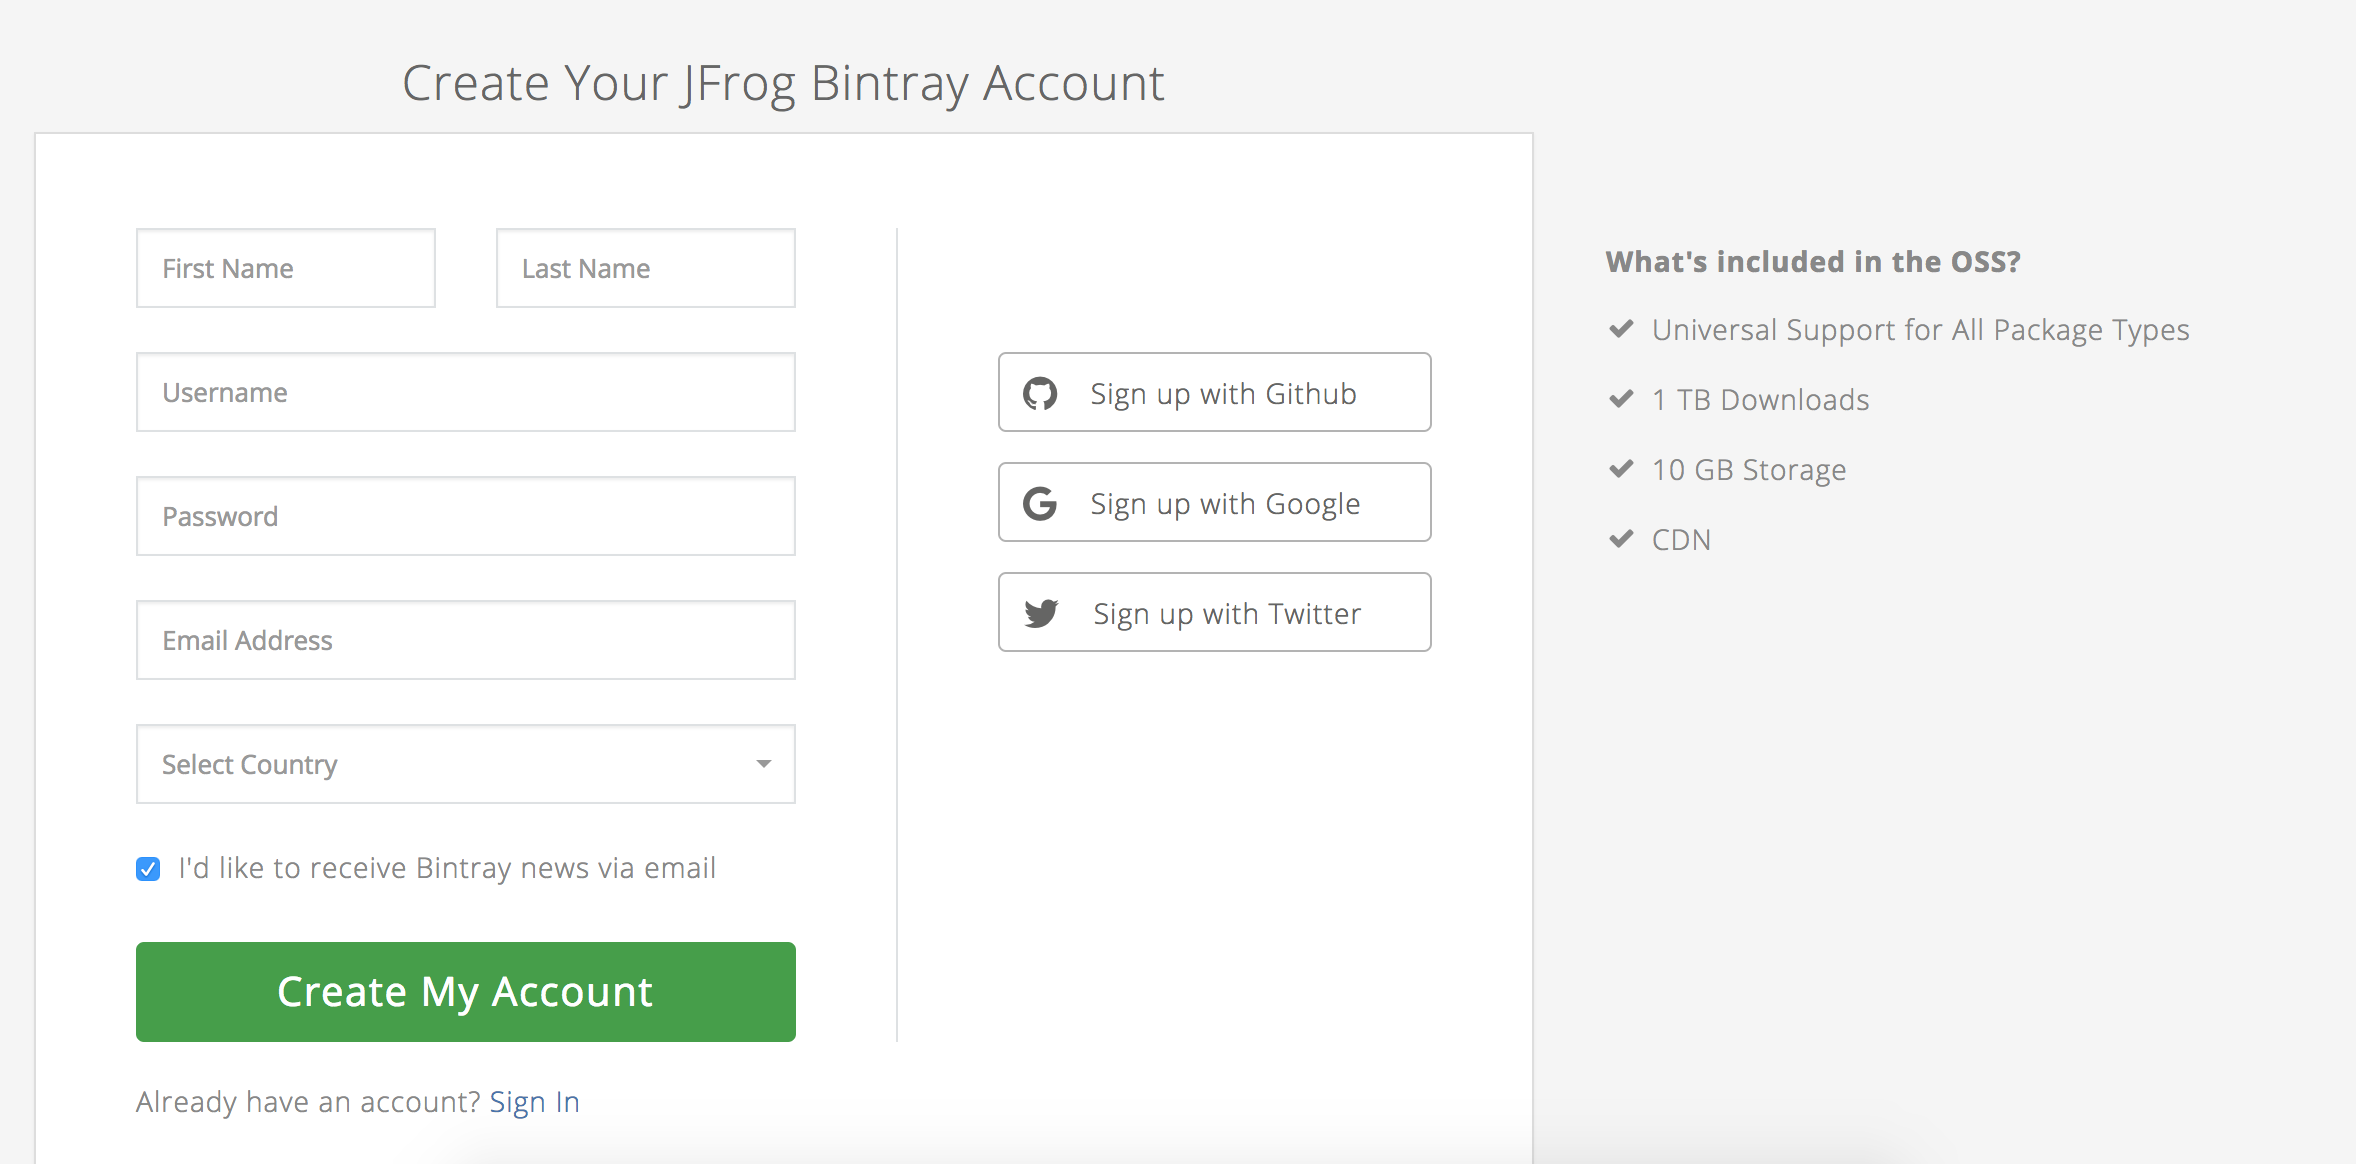 Create Your JFrog Bintray Account
First Name
Last Name
Username
Password
Email Address
Select Country
I'd like to receive Bintray news via email
Create My Account
Already have an account? Sign In
Sign up with Github
Sign up with Google
Sign up with Twitter
What's included in the OSS?
Universal Support for All Package Types
1 TB Downloads
10 GB Storage
CDN